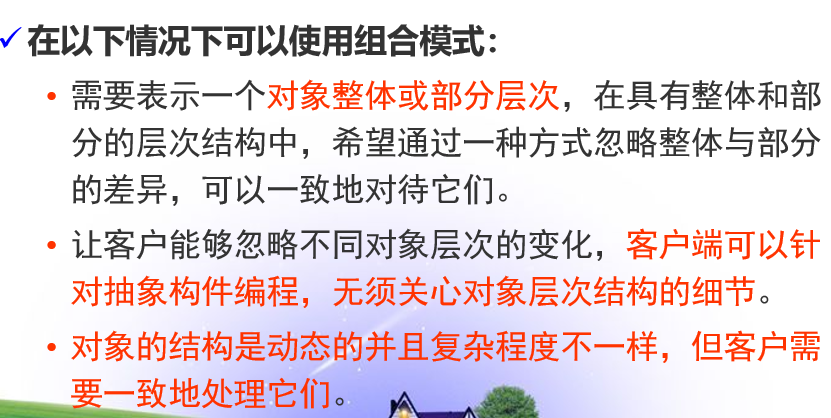 ✓在以下情况下可以使用组合模式：
• 需要表示一个对象整体或部分层次，在具有整体和部
分的层次结构中，希望通过一种方式忽略整体与部分
的差异，可以一致地对待它们。
• 让客户能够忽略不同对象层次的变化，客户端可以针
对抽象构件编程，无须关心对象层次结构的细节。
• 对象的结构是动态的并且复杂程度不一样，但客户需
要一致地处理它们。